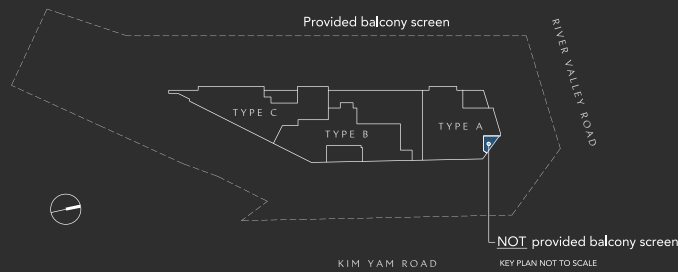 Provided balcony screen
RIVER VALLEY ROAD
TYPE C
TYPE B
TYPE A
NOT provided balcony screen
KIM YAM ROAD
KEY PLAN NOT TO SCALE